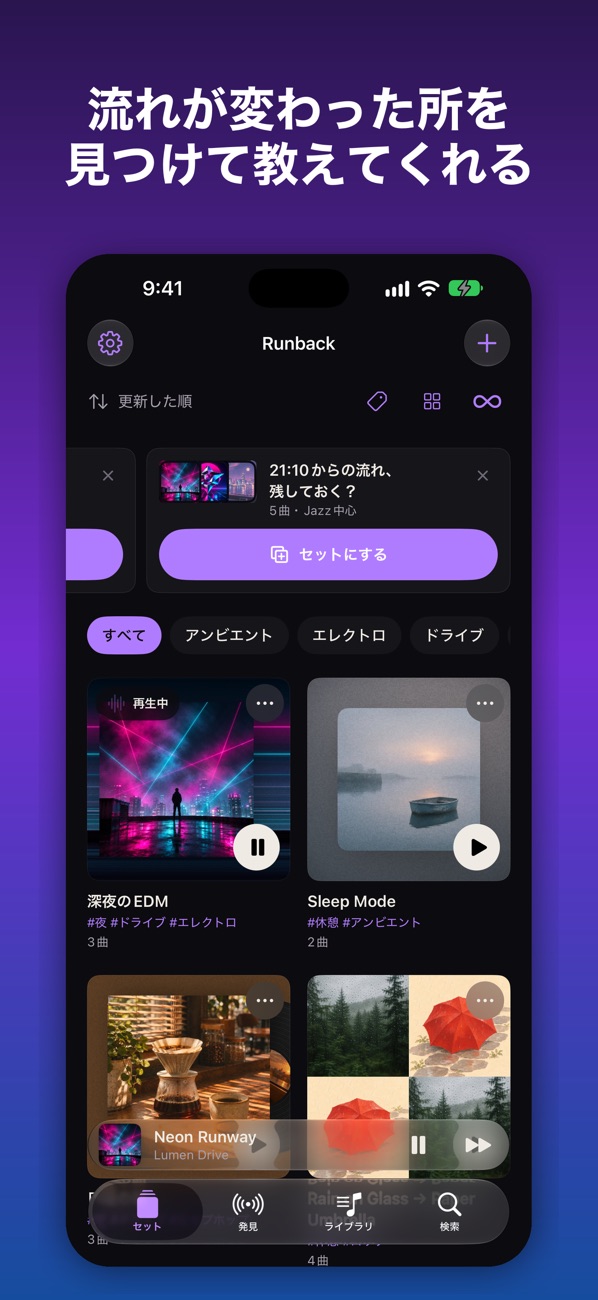 流れが変わった所を
見つけて教えてくれる
9:41
Runback
更新した順
21:10からの流れ、
残しておく？
5曲・Jazz中心
セットにする
すべて
アンビエント
エレクトロ
ドライブ
再生中
深夜のEDM
#夜 #ドライブ #エレクトロ
3曲
Sleep Mode
#休憩 #アンビエント
2曲
Neon Runway
Lumen Drive
セット
発見
ライブラリ
検索
3曲
4曲